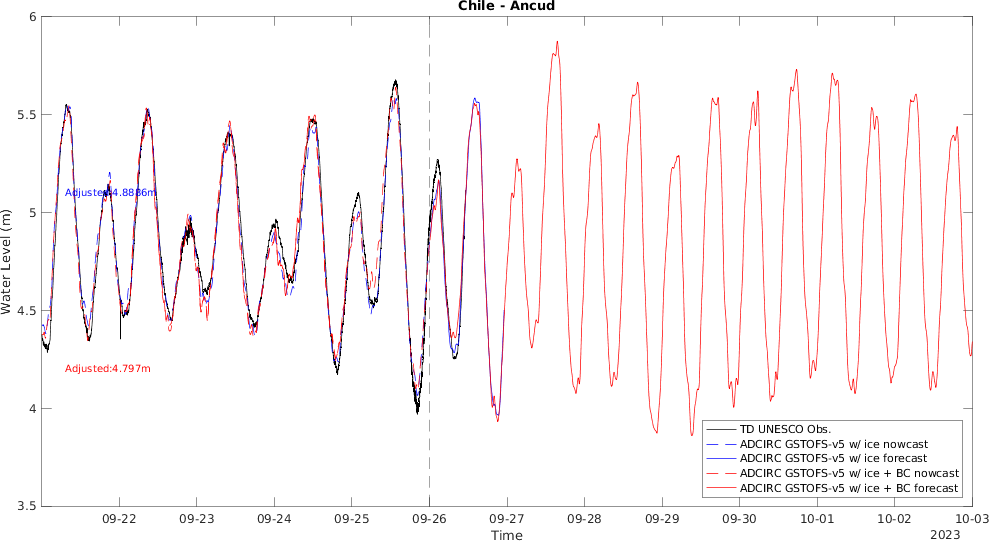 Chile - Ancud
6
5.5
5
4.5
4
3.5
Water Level (m)
Adjusted:4.8886m
Adjusted:4.797m
TD UNESCO Obs.
ADCIRC GSTOFS-v5 w/ ice nowcast
ADCIRC GSTOFS-v5 w/ ice forecast
ADCIRC GSTOFS-v5 w/ ice + BC nowcast
ADCIRC GSTOFS-v5 w/ ice + BC forecast
09-22 09-23 09-24 09-25 09-26 09-27 09-28 09-29 09-30 10-01 10-02 10-03
Time
2023